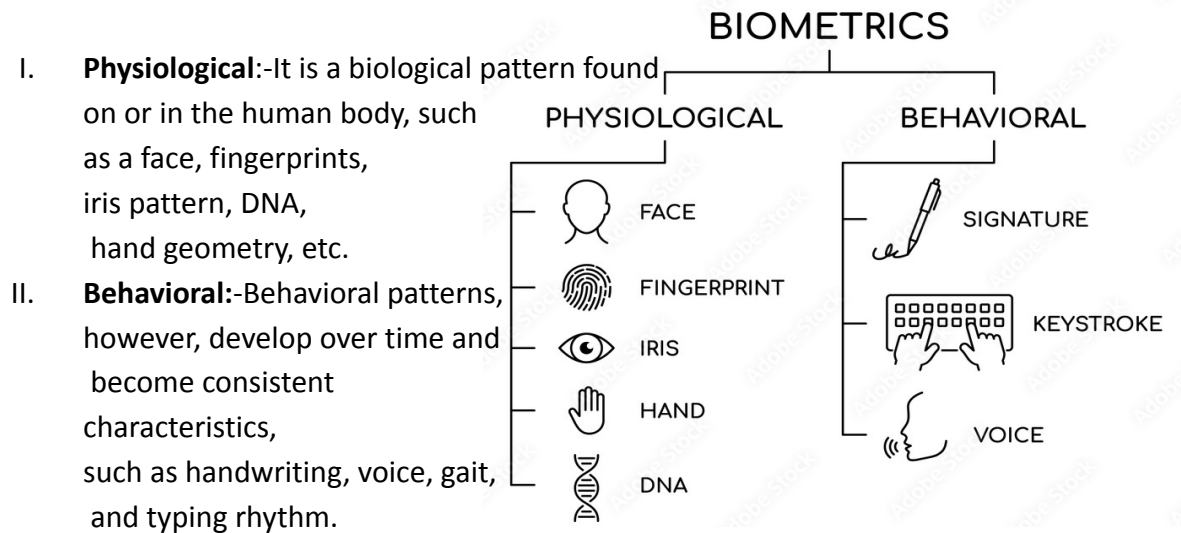 I. Physiological:-It is a biological pattern found
on or in the human body, such
as a face, fingerprints,
iris pattern, DNA,
hand geometry, etc.
II. Behavioral:-Behavioral patterns,
however, develop over time and
become consistent
characteristics,
such as handwriting, voice, gait,
and typing rhythm.
BIOMETRICS
PHYSIOLOGICAL
FACE
FINGERPRINT
IRIS
HAND
DNA
BEHAVIORAL
SIGNATURE
KEYSTROKE
VOICE
Adobe Stock